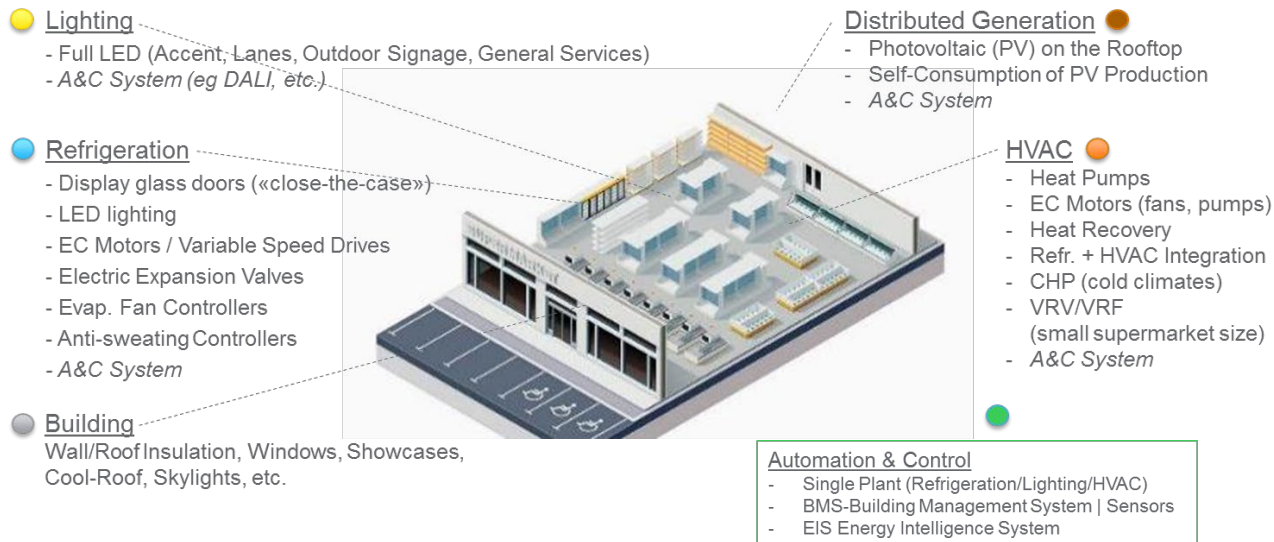 Lighting
- Full LED (Accent, Lanes, Outdoor Signage, General Services)
- A&C System (eg DALI, etc.)
Refrigeration
- Display glass doors («close-the-case»)
- LED lighting
- EC Motors / Variable Speed Drives
- Electric Expansion Valves
- Evap. Fan Controllers
- Anti-sweating Controllers
- A&C System
Building
Wall/Roof Insulation, Windows, Showcases,
Cool-Roof, Skylights, etc.
Distributed Generation
- Photovoltaic (PV) on the Rooftop
- Self-Consumption of PV Production
- A&C System
HVAC
- Heat Pumps
- EC Motors (fans, pumps)
- Heat Recovery
- Refr. + HVAC Integration
- CHP (cold climates)
- VRV/VRF
(small supermarket size)
- A&C System
Automation & Control
- Single Plant (Refrigeration/Lighting/HVAC)
- BMS-Building Management System | Sensors
- EIS Energy Intelligence System